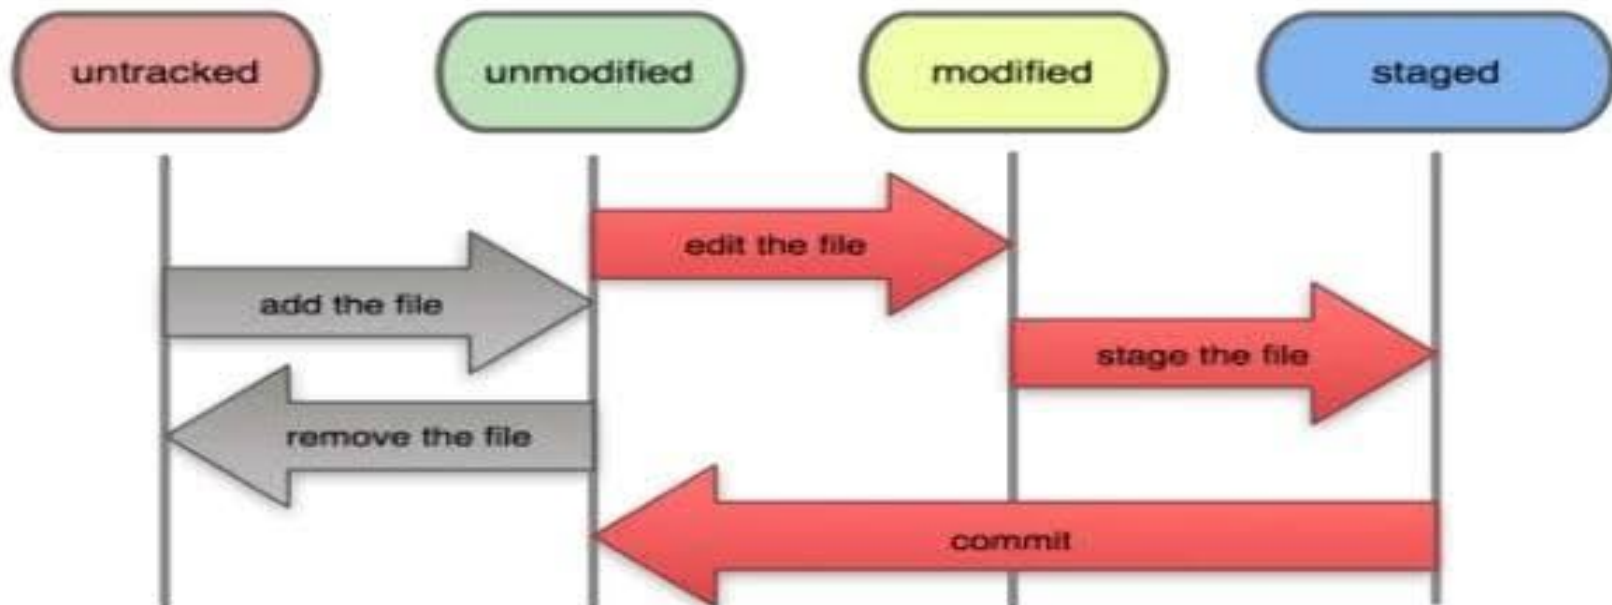 untracked
unmodified
modified
staged
edit the file
add the file
stage the file
remove the file
commit